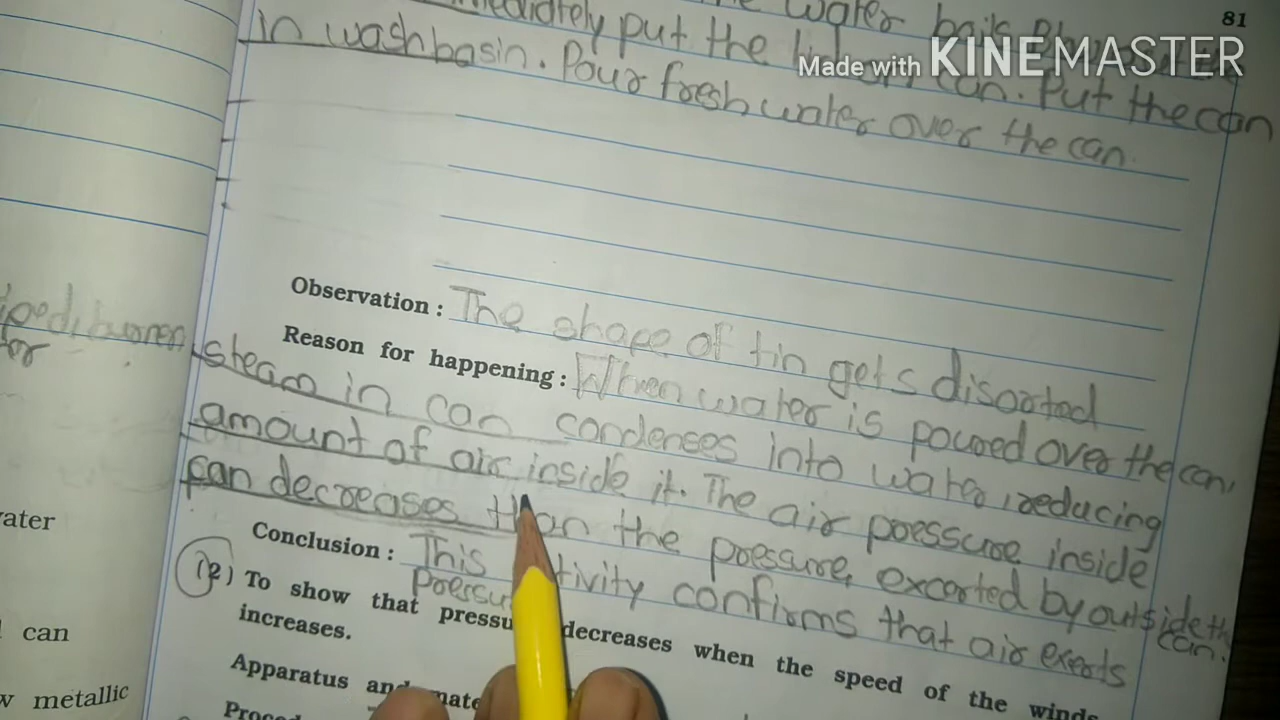 81
water
immediately put the can. Put the can
Made with KINEMASTER
in washbasin. Pour fresh water over the can.
Observation : The shape of tin gets disorted
Reason for happening : When water is poured over the can,
steam in can condenses into water, reducing
amount of air inside it. The air pressure inside
can decreases than the pressure, exerted by outside the
can.
Conclusion : This activity confirms that air exerts
pressure
(2) To show that pressure decreases when the speed of the winds
increases.
Apparatus and
for
can
metallic